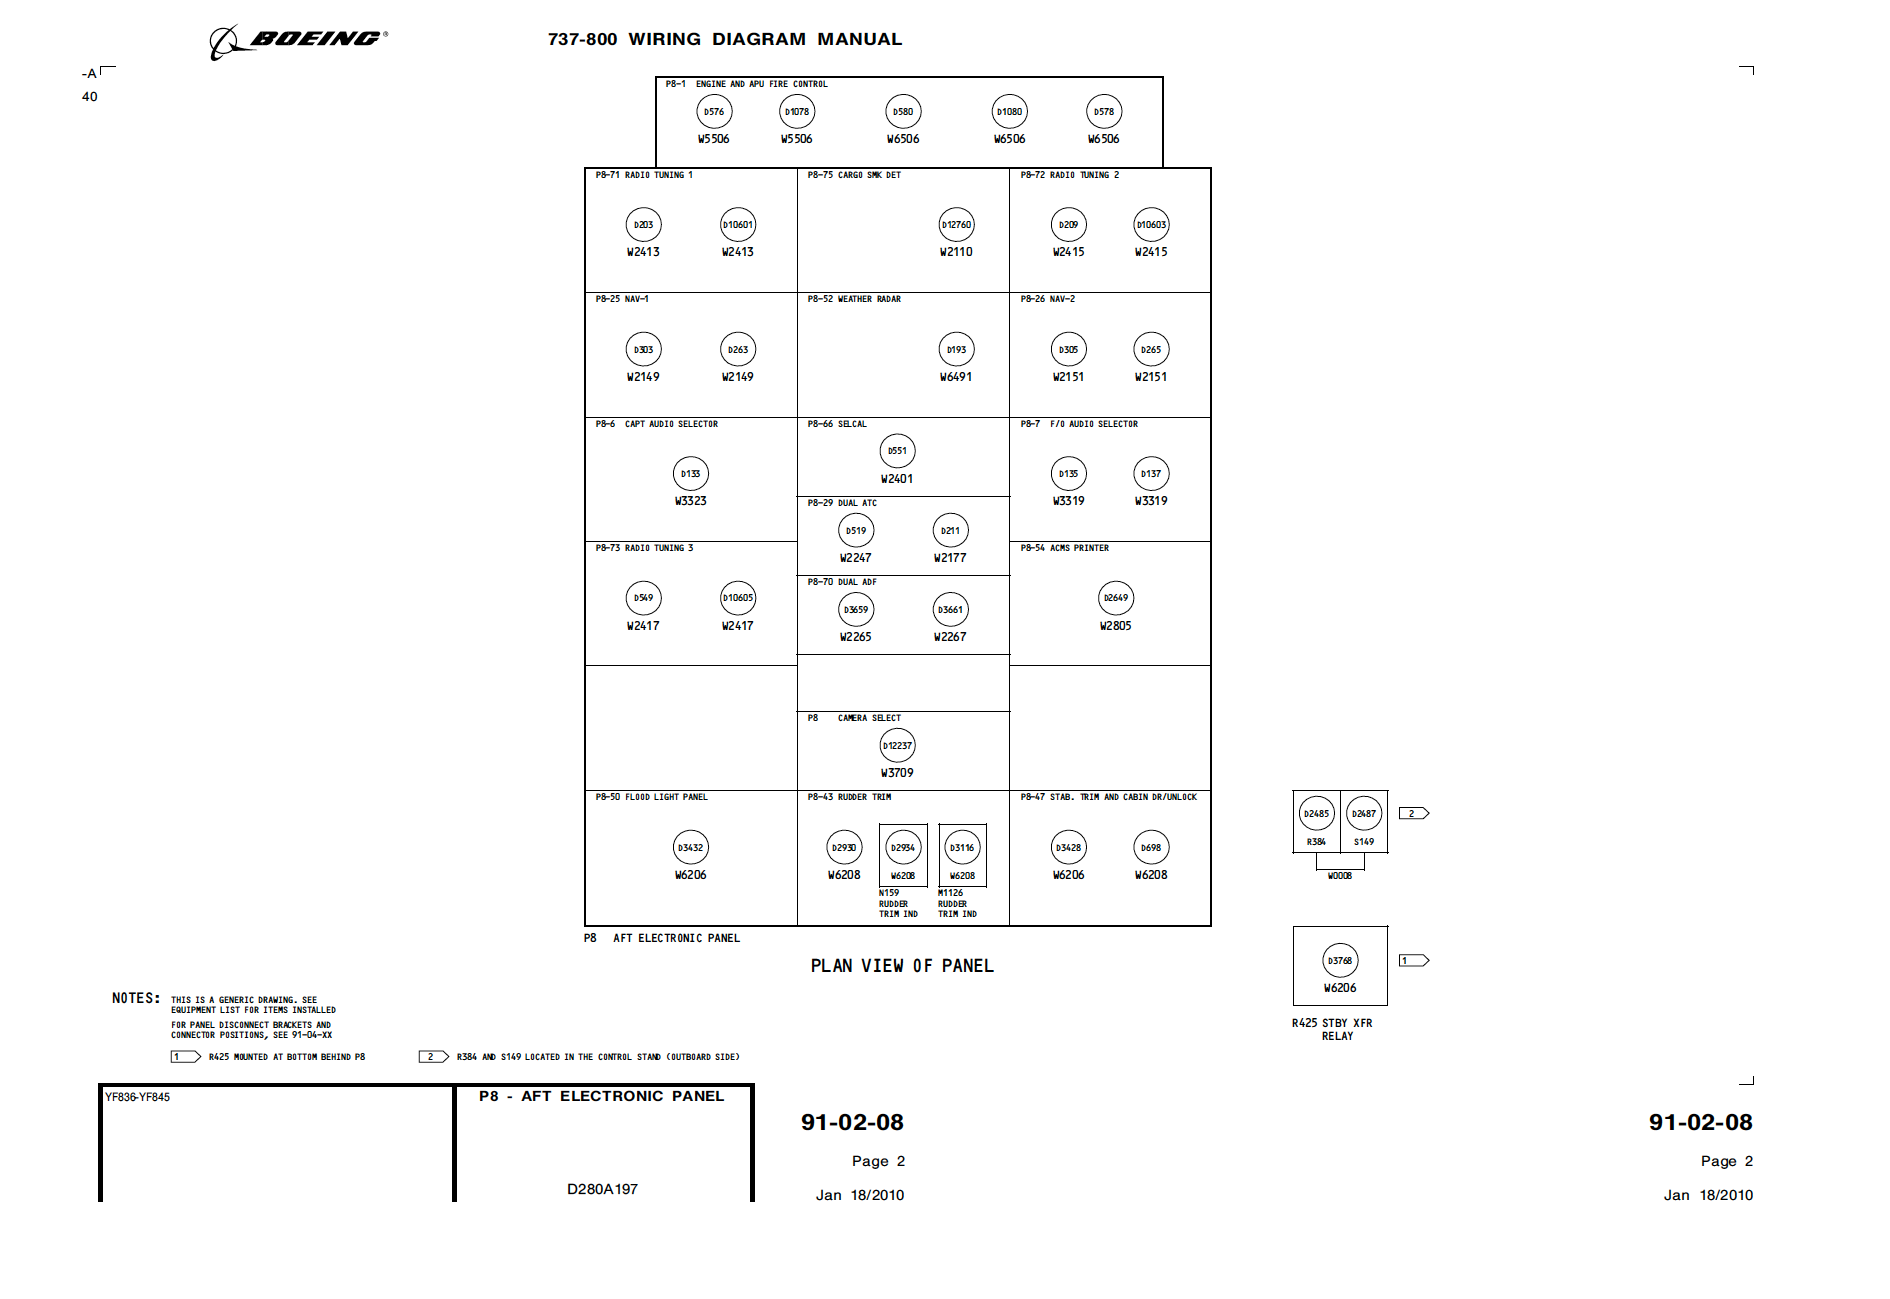 BOEING®
737-800 WIRING DIAGRAM MANUAL
-A
40
P8-1 ENGINE AND APU FIRE CONTROL
D576 D1078 D580 D1080 D578
W5506 W5506 W6506 W6506 W6506
P8-71 RADIO TUNING 1
D203 D10601
W2413 W2413
P8-75 CARGO SMK DET
D12760
W2110
P8-72 RADIO TUNING 2
D209 D10603
W2415 W2415
P8-25 NAV-1
D303 D263
W2149 W2149
P8-52 WEATHER RADAR
D193
W6491
P8-26 NAV-2
D305 D265
W2151 W2151
P8-6 CAPT AUDIO SELECTOR
D133
W3323
P8-66 SELCAL
D551
W2401
P8-7 F/O AUDIO SELECTOR
D135 D137
W3319 W3319
P8-29 DUAL ATC
D519 D211
W2247 W2177
P8-73 RADIO TUNING 3
D549 D10605
W2417 W2417
P8-70 DUAL ADF
D3659 D3661
W2265 W2267
P8-54 ACMS PRINTER
D2649
W2805
P8 CAMERA SELECT
D12237
W3709
P8-50 FLOOD LIGHT PANEL
D3432
W6206
P8-43 RUDDER TRIM
D2930 D2934 D3116
W6208 W6208 W6208
N159 M1126
RUDDER RUDDER
TRIM IND TRIM IND
P8-47 STAB. TRIM AND CABIN DR/UNLOCK
D3428 D698
W6206 W6208
D2485 D2487 2
R384 S149
W0008
P8 AFT ELECTRONIC PANEL
PLAN VIEW OF PANEL
D3768 1
W6206
R425 STBY XFR
RELAY
NOTES: THIS IS A GENERIC DRAWING. SEE
EQUIPMENT LIST FOR ITEMS INSTALLED
FOR PANEL DISCONNECT BRACKETS AND
CONNECTOR POSITIONS, SEE 91-04-XX
1 R425 MOUNTED AT BOTTOM BEHIND P8
2 R384 AND S149 LOCATED IN THE CONTROL STAND (OUTBOARD SIDE)
YF836-YF845
P8 - AFT ELECTRONIC PANEL
D280A197
91-02-08
Page 2
Jan 18/2010
91-02-08
Page 2
Jan 18/2010